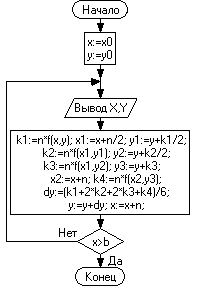 Начало
x:=x0
y:=y0
Вывод X,Y
k1:=n*f(x,y); x1:=x+n/2; y1:=y+k1/2;
k2:=n*f(x1,y1); y2:=y+k2/2;
k3:=n*f(x1,y2); y3:=y+k3;
x2:=x+n; k4:=n*f(x2,y3);
dy:=(k1+2*k2+2*k3+k4)/6;
y:=y+dy; x:=x+n;
Нет
x>b
Да
Конец